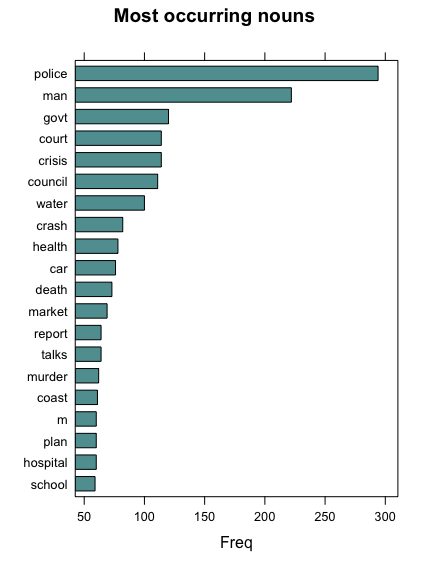 Most occurring nouns
police
man
govt
court
crisis
council
water
crash
health
car
death
market
report
talks
murder
coast
m
plan
hospital
school
50 100 150 200 250 300
Freq